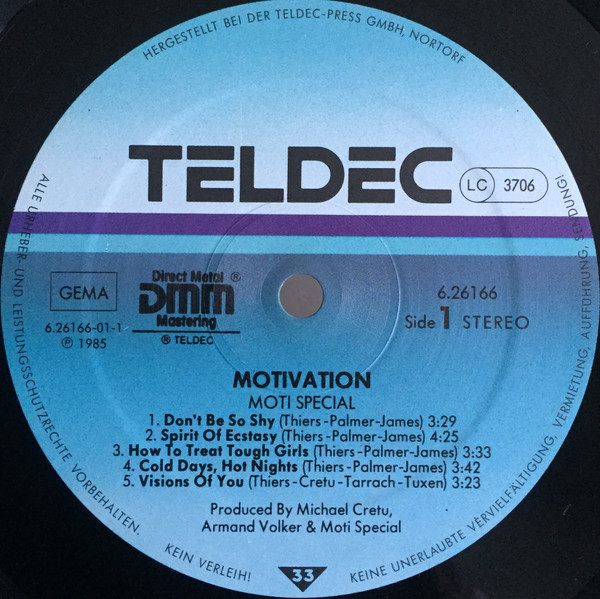 HERGESTELLT BEI DER TELDEC-PRESS GMBH, NORTORF
TELDEC
LC 3706
GEMA
Direct Metal ®
DMM
Mastering
® TELDEC
6.26166-01-1
Ⓟ 1985
6.26166
Side 1 STEREO
MOTIVATION
MOTI SPECIAL
1. Don't Be So Shy (Thiers-Palmer-James) 3:29
2. Spirit Of Ecstasy (Thiers-Palmer-James) 4:25
3. How To Treat Tough Girls (Thiers-Palmer-James) 3:33
4. Cold Days, Hot Nights (Thiers-Palmer-James) 3:42
5. Visions Of You (Thiers-Cretu-Tarrach-Tuxen) 3:23
Produced By Michael Cretu,
Armand Volker & Moti Special
33
ALLE URHEBER- UND LEISTUNGSSCHUTZRECHTE VORBEHALTEN.
KEIN VERLEIH!
KEINE UNERLAUBTE VERVIELFÄLTIGUNG, VERMIETUNG, AUFFÜHRUNG, SENDUNG!